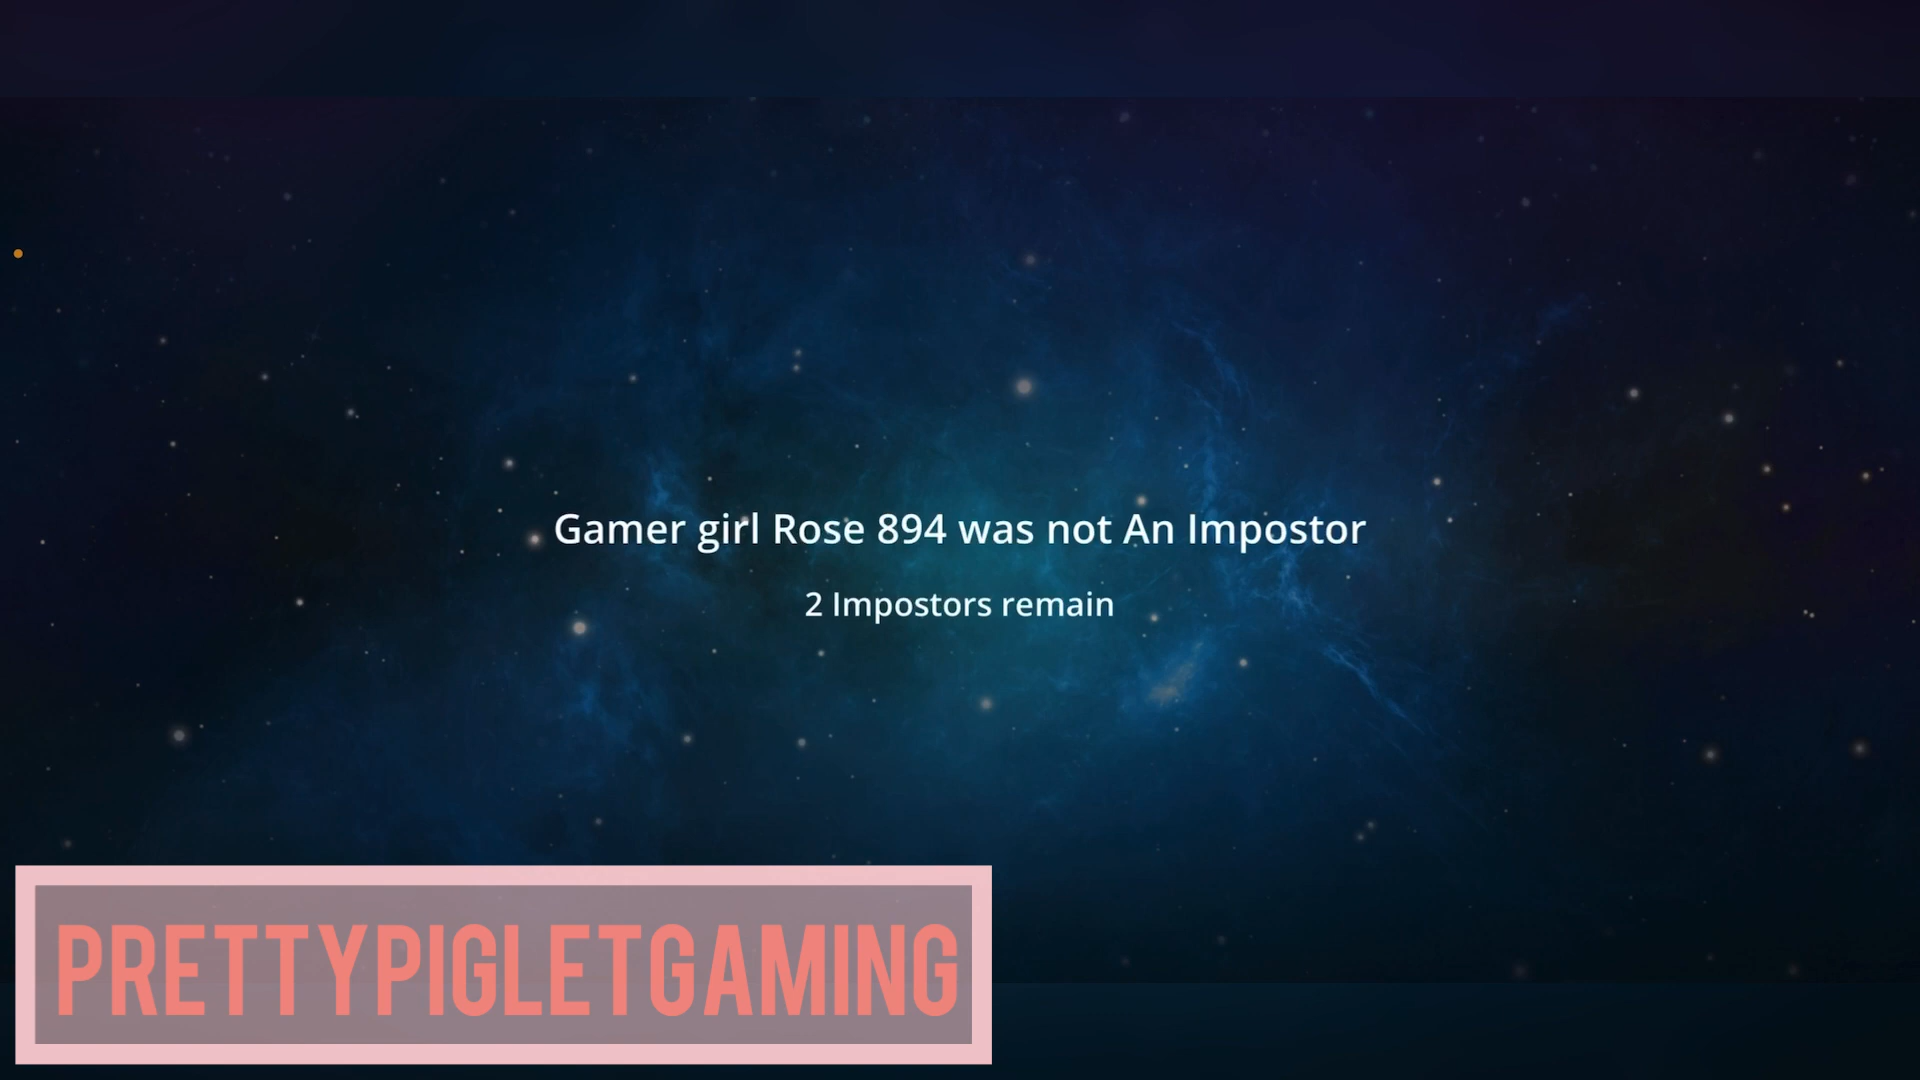 Gamer girl Rose 894 was not An Impostor
2 Impostors remain
PRETTYPIGLETGAMING